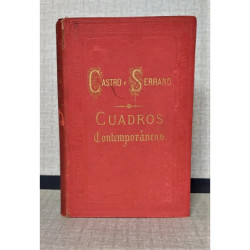 CASTRO Y SERRANO
CUADROS
Contemporáneos.